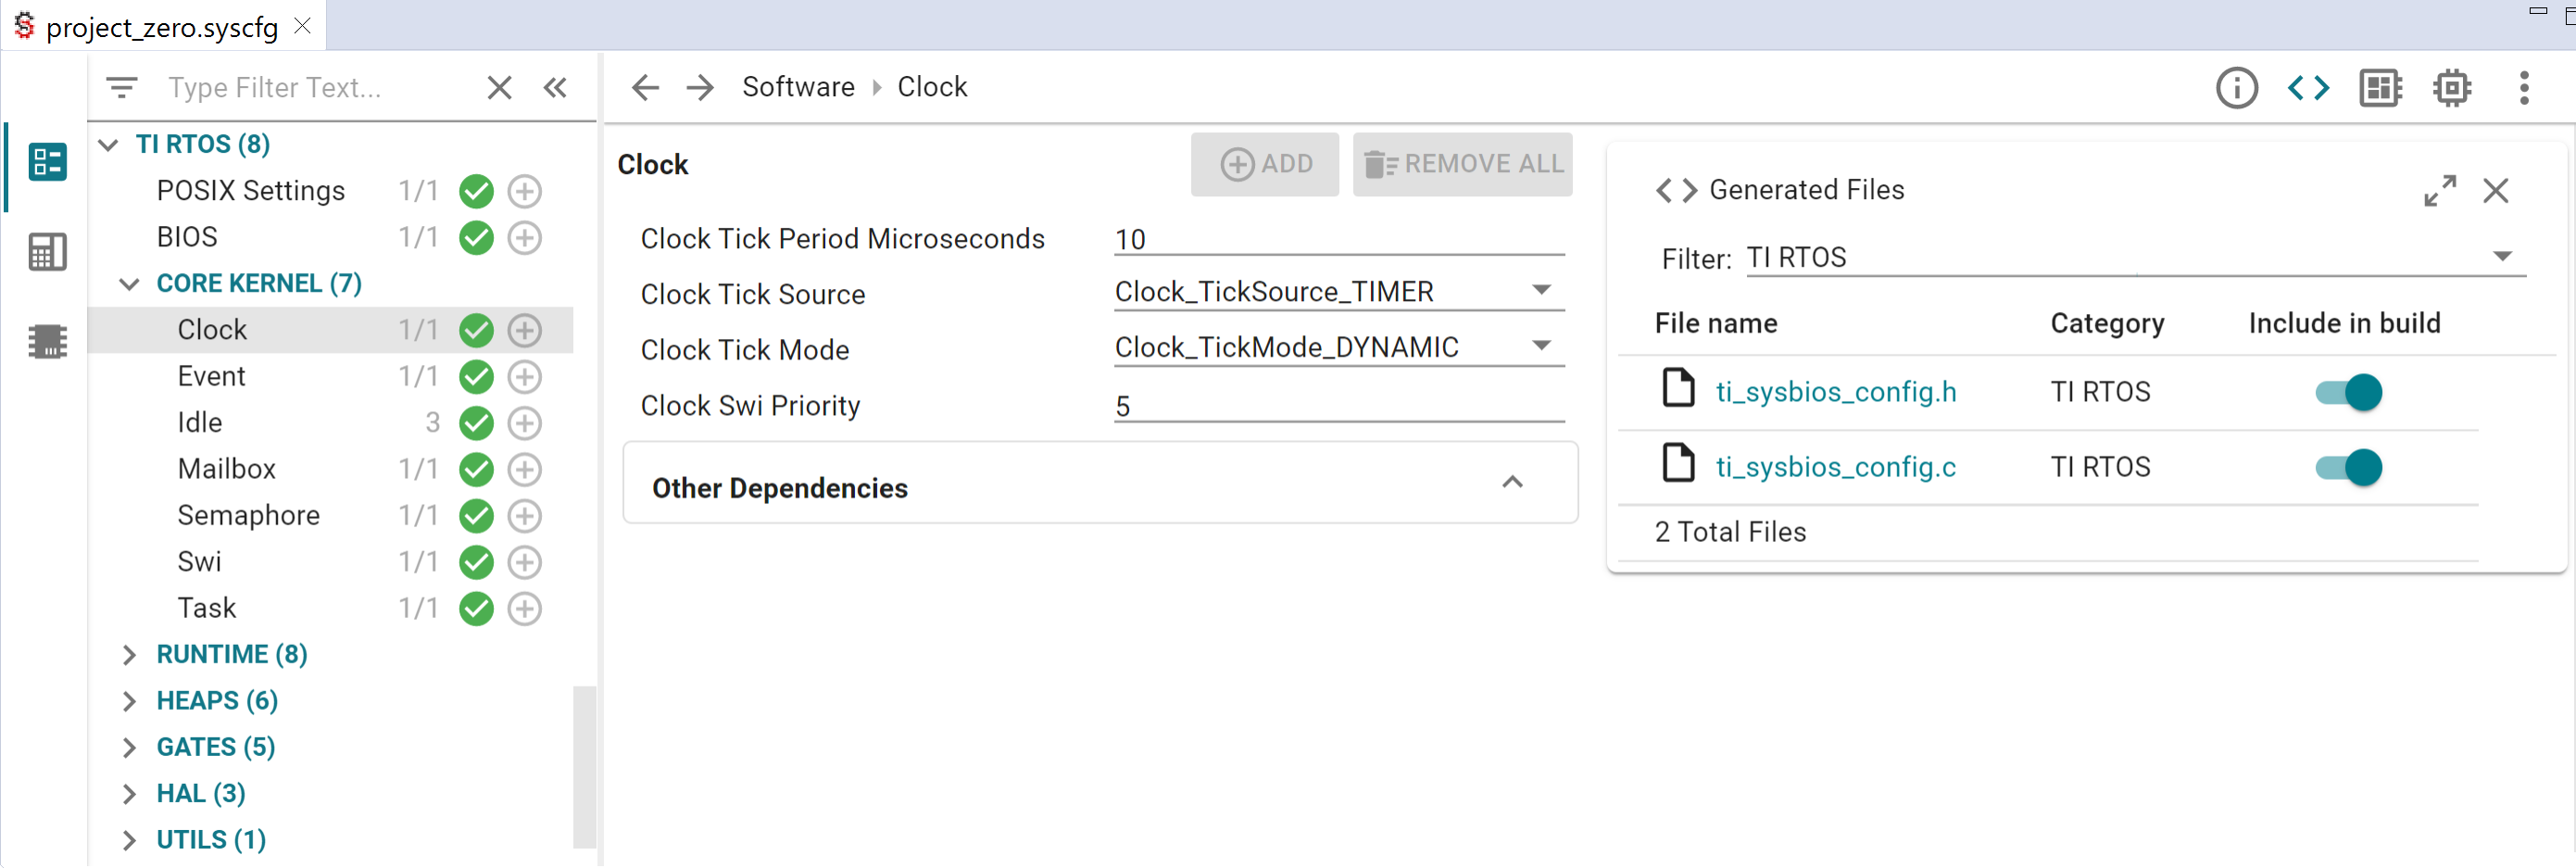 project_zero.syscfg
Type Filter Text...
TI RTOS (8)
POSIX Settings 1/1
BIOS 1/1
CORE KERNEL (7)
Clock 1/1
Event 1/1
Idle 3
Mailbox 1/1
Semaphore 1/1
Swi 1/1
Task 1/1
RUNTIME (8)
HEAPS (6)
GATES (5)
HAL (3)
UTILS (1)
Software Clock
Clock ADD REMOVE ALL
Clock Tick Period Microseconds 10
Clock Tick Source Clock_TickSource_TIMER
Clock Tick Mode Clock_TickMode_DYNAMIC
Clock Swi Priority 5
Other Dependencies
Generated Files
Filter: TI RTOS
File name Category Include in build
ti_sysbios_config.h TI RTOS
ti_sysbios_config.c TI RTOS
2 Total Files